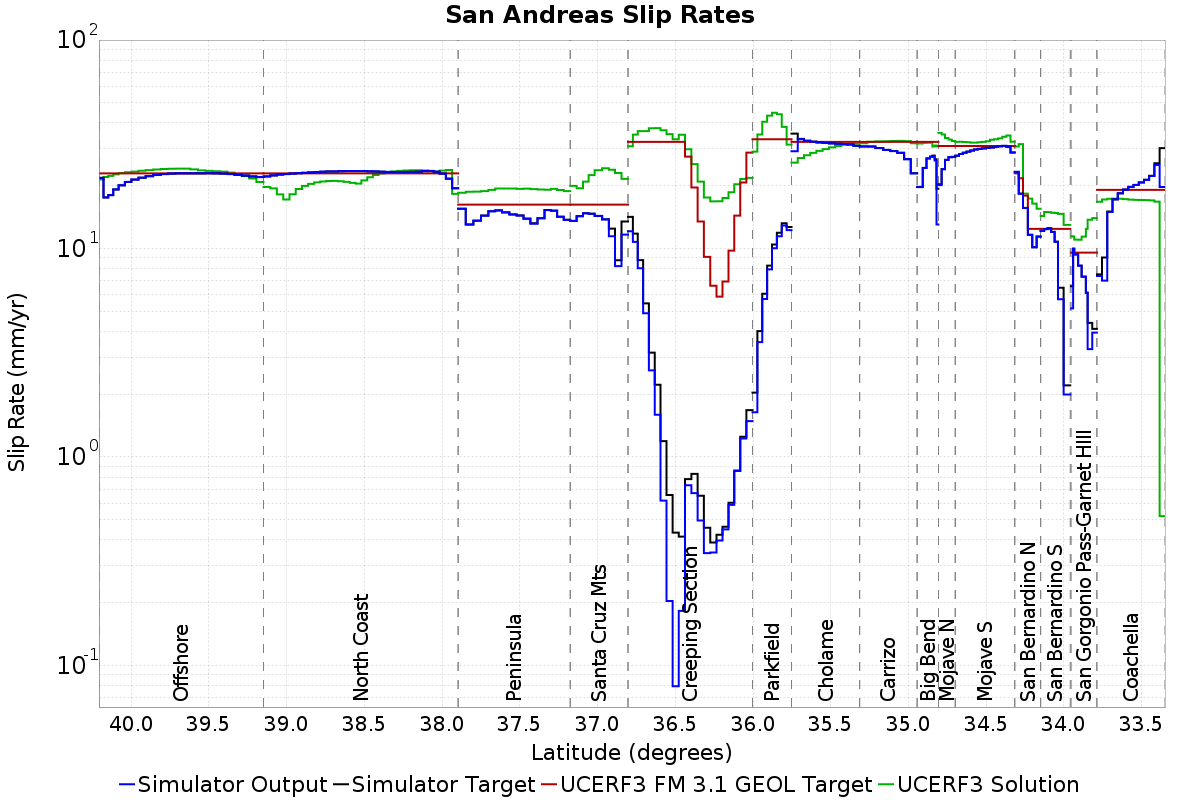 San Andreas Slip Rates
10^2
10^1
10^0
10^-1
Slip Rate (mm/yr)
Offshore
North Coast
Peninsula
Santa Cruz Mts
Creeping Section
Parkfield
Cholame
Carrizo
Big Bend
Mojave N
Mojave S
San Bernardino N
San Bernardino S
San Gorgonio Pass-Garnet HIll
Coachella
40.0 39.5 39.0 38.5 38.0 37.5 37.0 36.5 36.0 35.5 35.0 34.5 34.0 33.5
Latitude (degrees)
Simulator Output Simulator Target UCERF3 FM 3.1 GEOL Target UCERF3 Solution